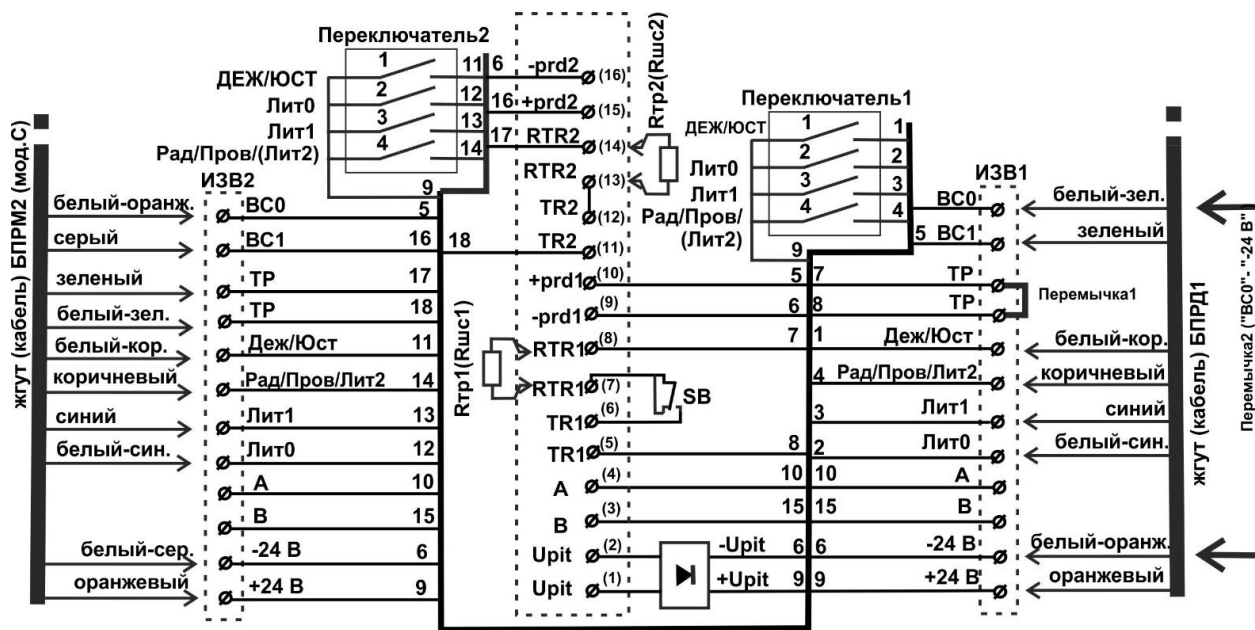 Переключатель2
1 11 6 -prd2 (16)
ДЕЖ/ЮСТ
2 12 16 +prd2 (15)
Лит0
3 13 17 RTR2 (14)
Лит1
4 14
Рад/Пров/(Лит2)
RTR2 (13)
TR2 (12)
TR2 (11)
Rтр2(Rшс2)
Переключатель1
ДЕЖ/ЮСТ 1 1
Лит0 2 2
Лит1 3 3
Рад/Пров/ 4 4
(Лит2)
9
9
жгут (кабель) БПРМ2 (мод.С)
ИЗВ2
белый-оранж. ВС0 5
серый ВС1 16 18
зеленый ТР 17
белый-зел. ТР 18
белый-кор. Деж/Юст 11
коричневый Рад/Пров/Лит2 14
синий Лит1 13
белый-син. Лит0 12
А 10
В 15
белый-сер. -24 В 6
оранжевый +24 В 9
Rтр1(Rшс1)
+prd1 (10) 5 7 ТР
-prd1 (9) 6 8 ТР
RTR1 (8) 7 1 Деж/Юст
RTR1 (7) SB 4 Рад/Пров/Лит2
TR1 (6) 3 Лит1
TR1 (5) 8 2 Лит0
А (4) 10 10 А
В (3) 15 15 В
Upit (2) -Upit 6 6 -24 В
Upit (1) +Upit 9 9 +24 В
ИЗВ1
ВС0 белый-зел.
5 ВС1 зеленый
Перемычка1
белый-кор.
коричневый
синий
белый-син.
белый-оранж.
оранжевый
жгут (кабель) БПРД1
Перемычка2 ("ВС0"- "-24 В")